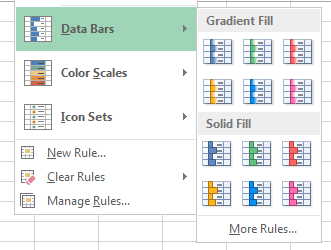 Data Bars
Color Scales
Icon Sets
New Rule...
Clear Rules
Manage Rules...
Gradient Fill
Solid Fill
More Rules...